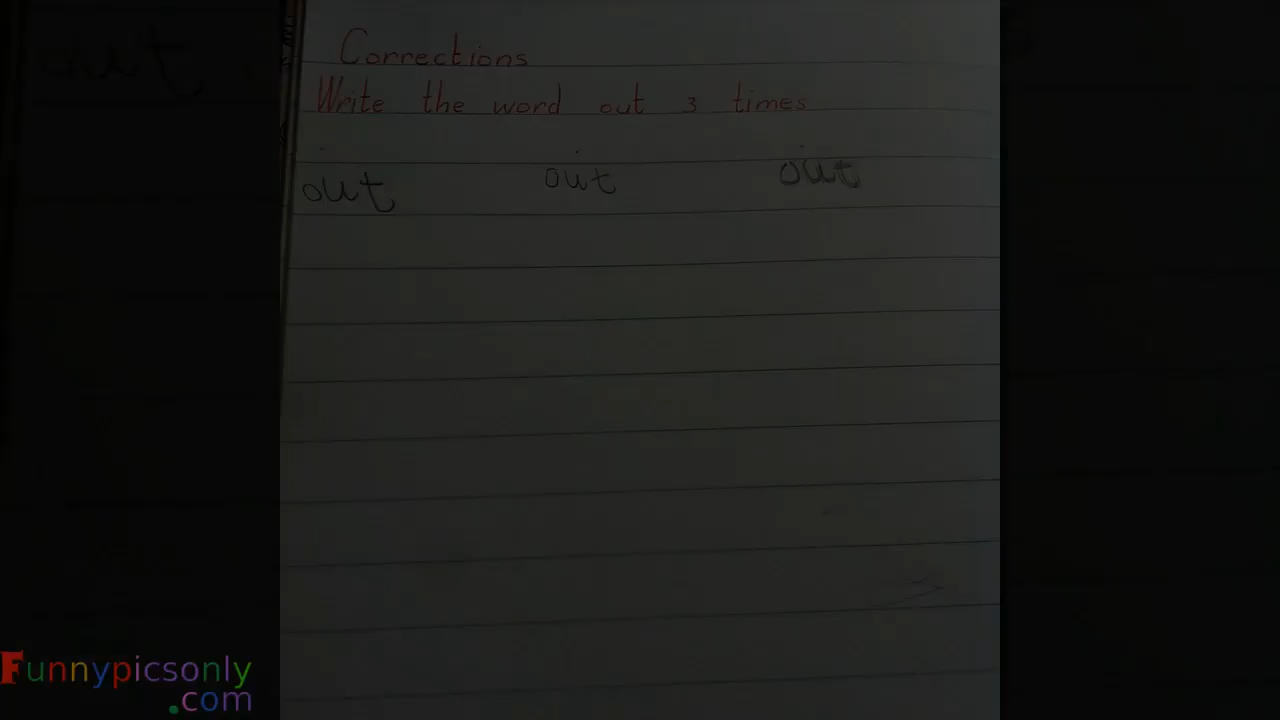 Corrections
Write the word out 3 times
out out out
Funnypicsonly
.com